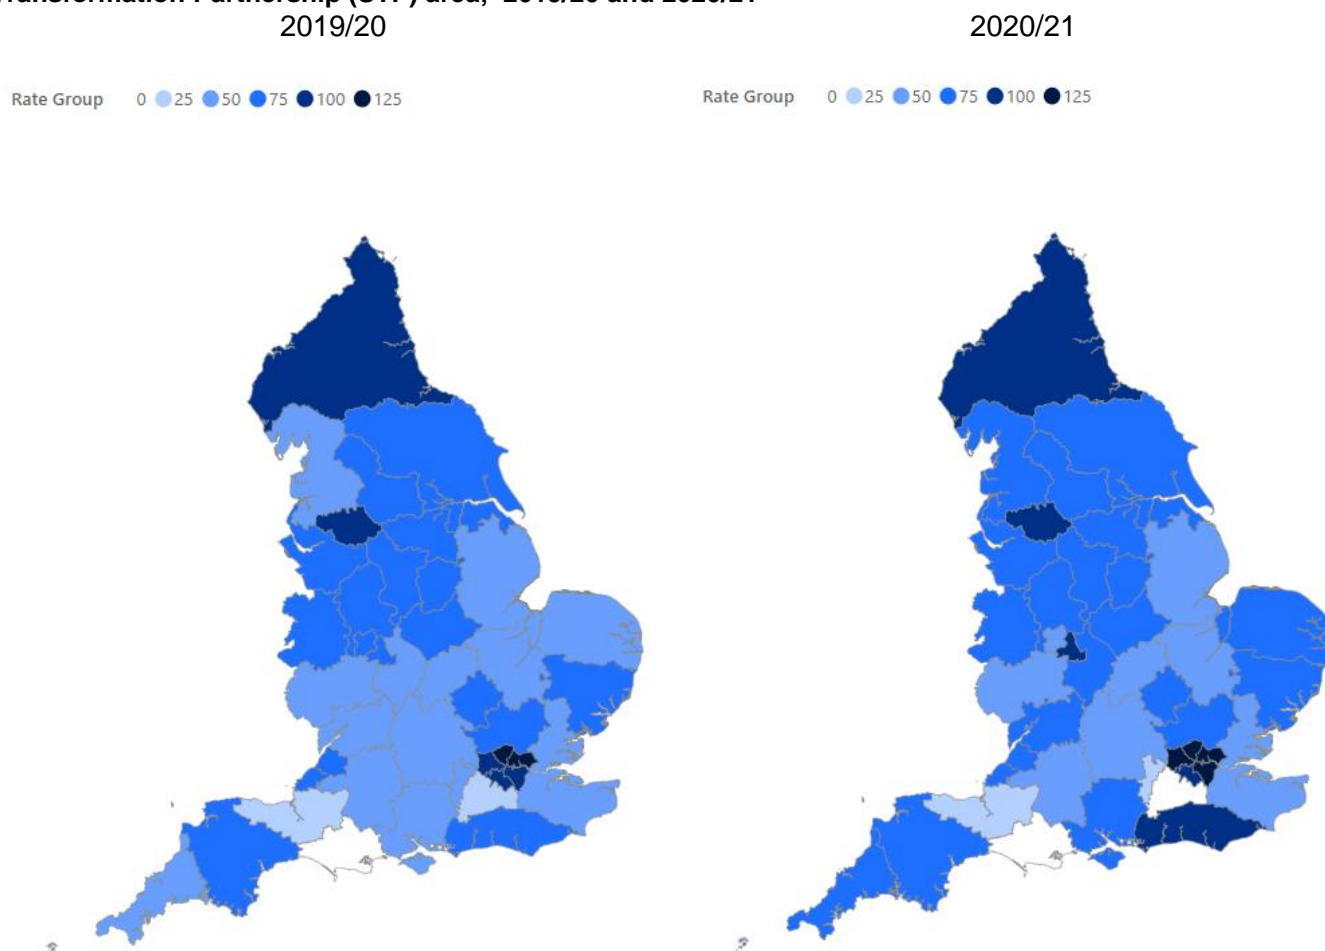 Transformation Partnership (STP) area, 2019/20 and 2020/21
2019/20
2020/21
Rate Group 0 25 50 75 100 125
Rate Group 0 25 50 75 100 125